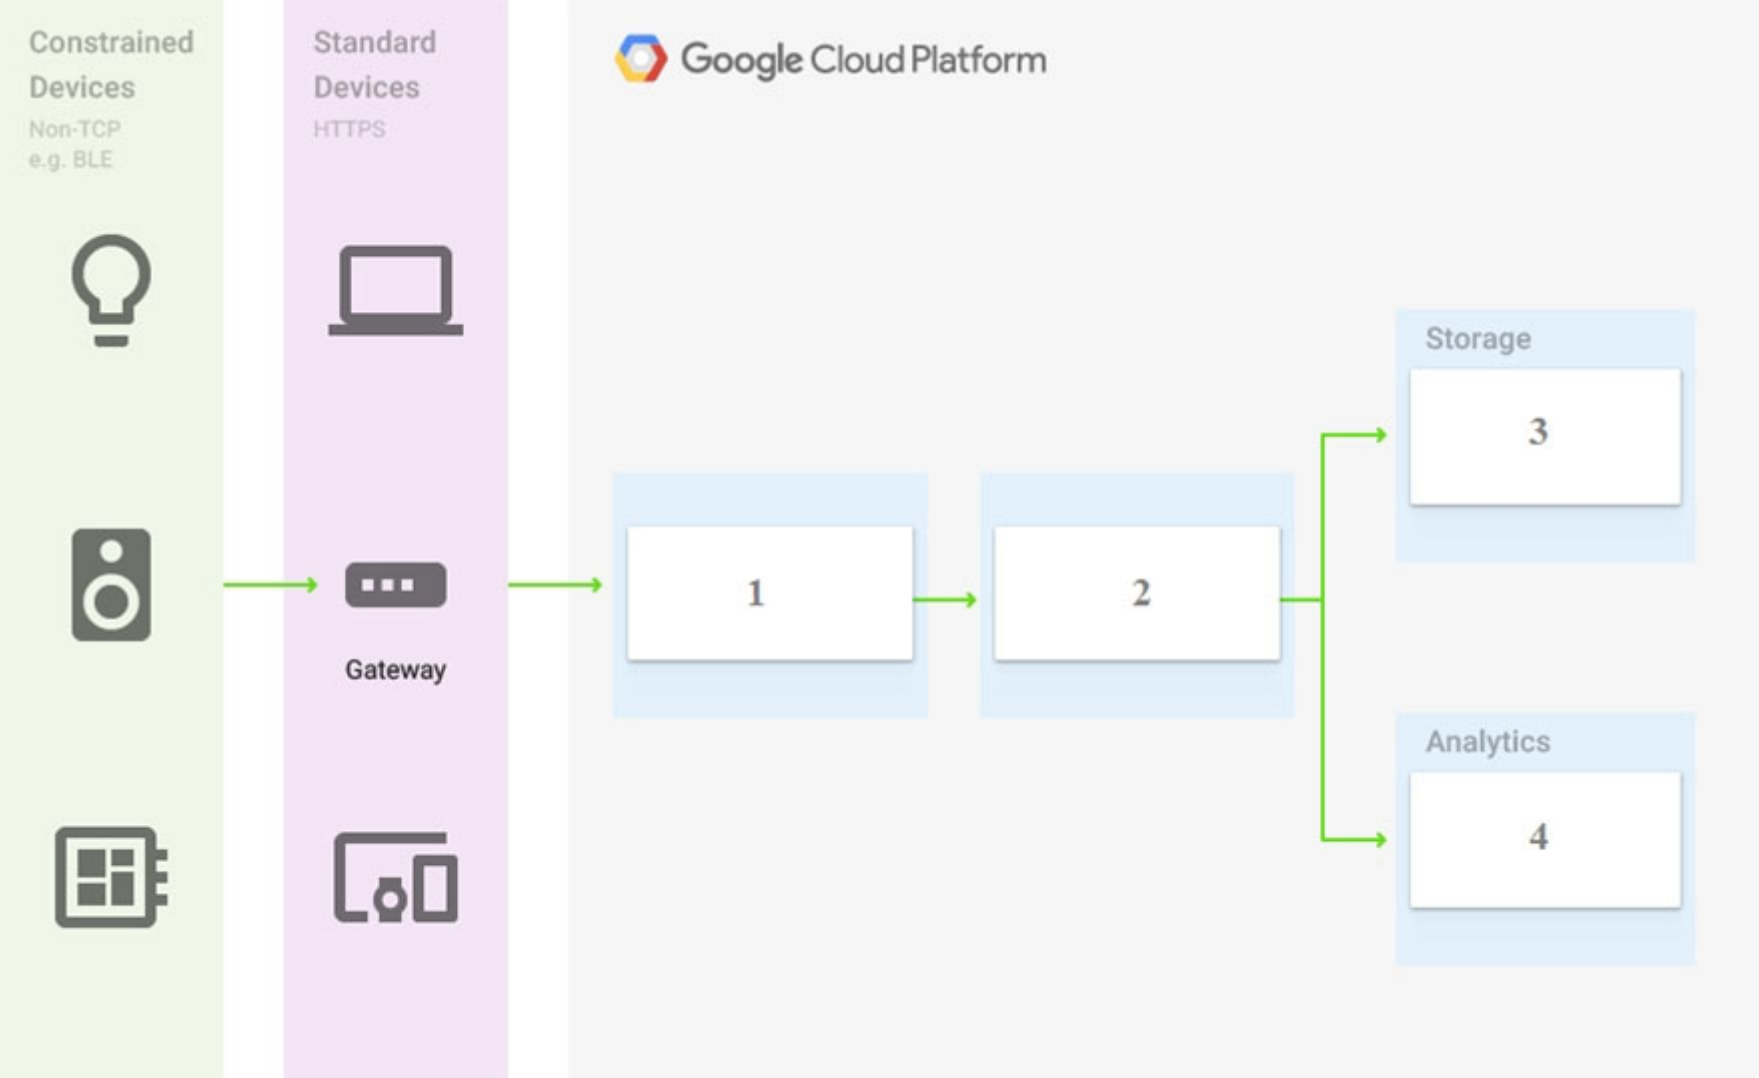 Constrained
Devices
Non-TCP
e.g. BLE
Standard
Devices
HTTPS
Gateway
Google Cloud Platform
1
2
Storage
3
Analytics
4